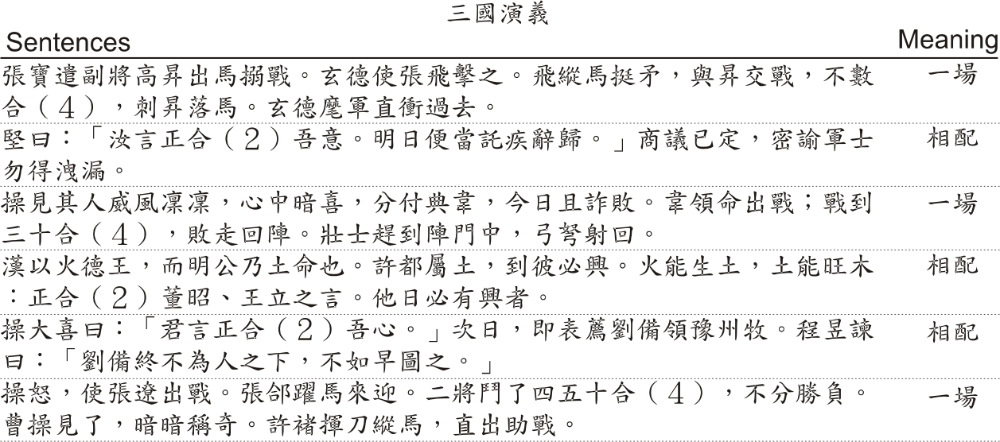 三國演義
Sentences Meaning
張寶遣副將高昇出馬搦戰。玄德使張飛擊之。飛縱馬挺矛，與昇交戰，不數 一場
合（４），刺昇落馬。玄德麾軍直衝過去。
堅曰：「汝言正合（２）吾意。明日便當託疾辭歸。」商議已定，密諭軍士 相配
勿得洩漏。
操見其人威風凜凜，心中暗喜，分付典韋，今日且詐敗。韋領命出戰；戰到 一場
三十合（４），敗走回陣。壯士趕到陣門中，弓弩射回。
漢以火德王，而明公乃土命也。許都屬土，到彼必興。火能生土，土能旺木 相配
：正合（２）董昭、王立之言。他日必有興者。
操大喜曰：「君言正合（２）吾心。」次日，即表薦劉備領豫州牧。程昱諫 相配
曰：「劉備終不為人之下，不如早圖之。」
操怒，使張遼出戰。張郃躍馬來迎。二將鬥了四五十合（４），不分勝負。 一場
曹操見了，暗暗稱奇。許褚揮刀縱馬，直出助戰。